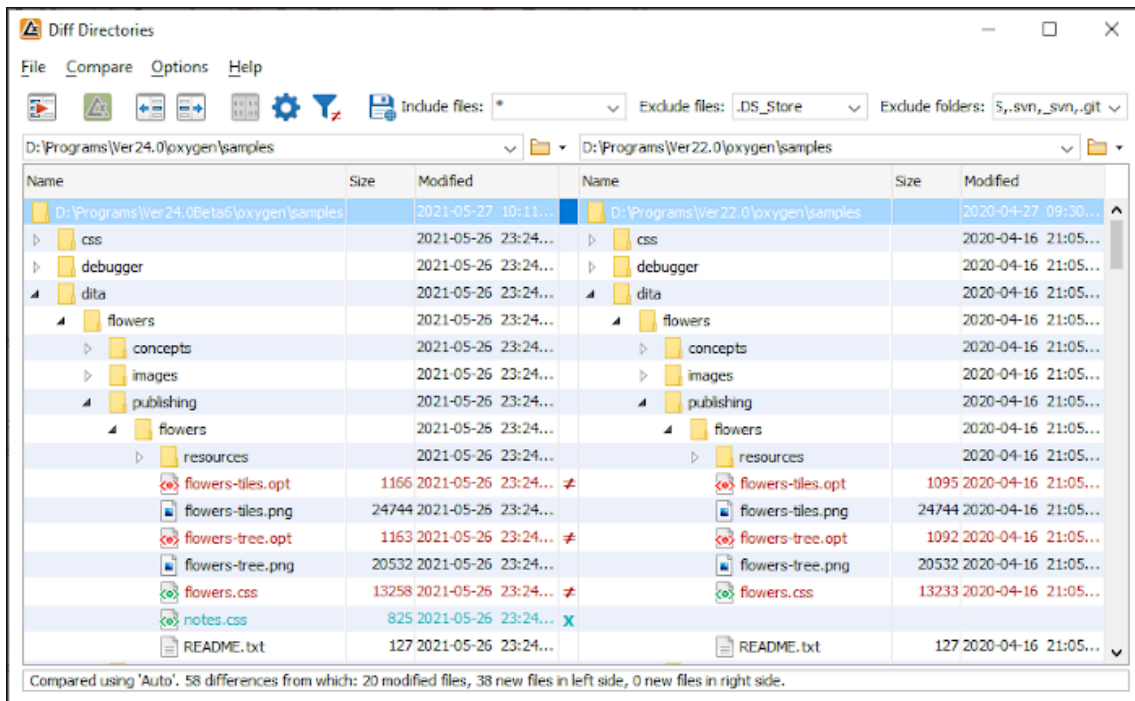 Diff Directories
File Compare Options Help
Include files: * Exclude files: .DS_Store Exclude folders: S,.svn,_svn,.git
D:\Programs\Ver24.0\oxygen\samples D:\Programs\Ver22.0\oxygen\samples
Name Size Modified Name Size Modified
D:\Programs\Ver24.0Beta6\oxygen\samples 2021-05-27 10:11... D:\Programs\Ver22.0\oxygen\samples 2020-04-27 09:30...
css 2021-05-26 23:24... css 2020-04-16 21:05...
debugger 2021-05-26 23:24... debugger 2020-04-16 21:05...
dita 2021-05-26 23:24... dita 2020-04-16 21:05...
flowers 2021-05-26 23:24... flowers 2020-04-16 21:05...
concepts 2021-05-26 23:24... concepts 2020-04-16 21:05...
images 2021-05-26 23:24... images 2020-04-16 21:05...
publishing 2021-05-26 23:24... publishing 2020-04-16 21:05...
flowers 2021-05-26 23:24... flowers 2020-04-16 21:05...
resources 2021-05-26 23:24... resources 2020-04-16 21:05...
flowers-tiles.opt 1166 2021-05-26 23:24... ≠ flowers-tiles.opt 1095 2020-04-16 21:05...
flowers-tiles.png 24744 2021-05-26 23:24... flowers-tiles.png 24744 2020-04-16 21:05...
flowers-tree.opt 1163 2021-05-26 23:24... ≠ flowers-tree.opt 1092 2020-04-16 21:05...
flowers-tree.png 20532 2021-05-26 23:24... flowers-tree.png 20532 2020-04-16 21:05...
flowers.css 13258 2021-05-26 23:24... ≠ flowers.css 13233 2020-04-16 21:05...
notes.css 825 2021-05-26 23:24... x
README.txt 127 2021-05-26 23:24... README.txt 127 2020-04-16 21:05...
Compared using 'Auto'. 58 differences from which: 20 modified files, 38 new files in left side, 0 new files in right side.